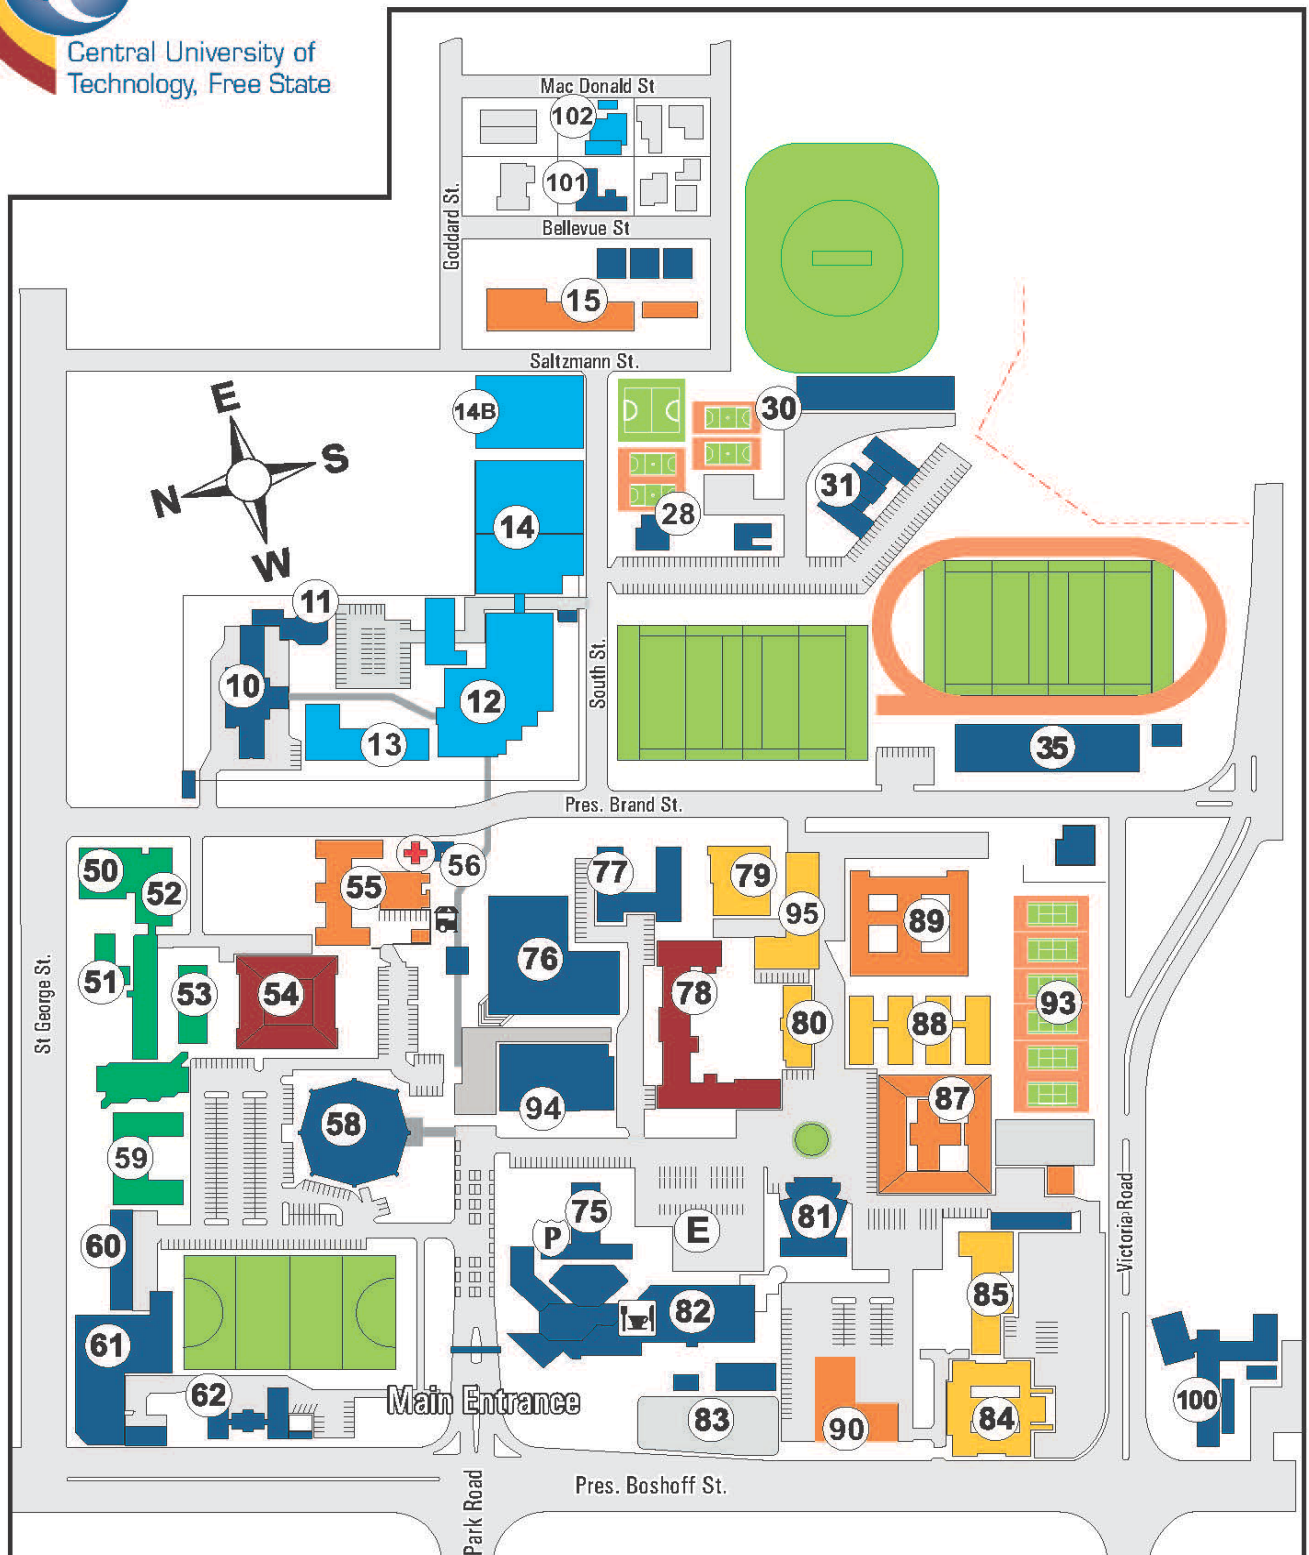 Central University of
Technology, Free State
Mac Donald St
102
101
Goddard St.
Bellevue St
15
Saltzmann St.
E
S
N
W
14B
30
31
14
28
11
10
12
13
South St.
35
Pres. Brand St.
50
52
55
56
77
79
95
89
51
53
54
76
78
80
88
93
St George St.
58
94
87
59
75
P
E
81
Victoria Road
60
82
85
61
62
Main Entrance
83
90
84
100
Pres. Boshoff St.
Park Road